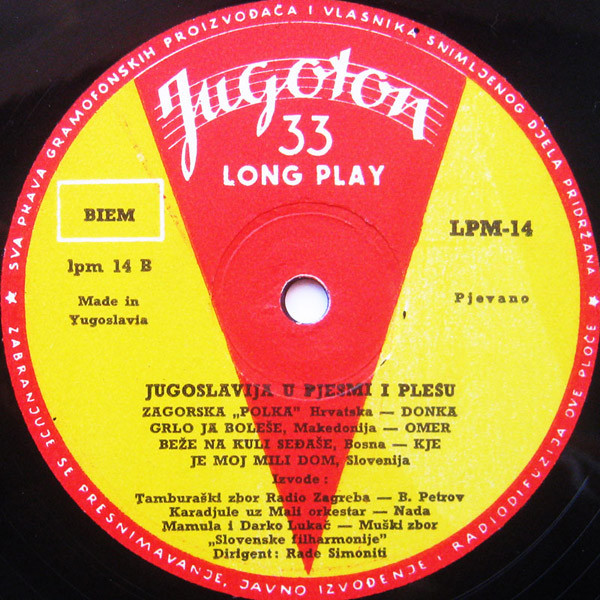 SVA PRAVA GRAMOFONSKIH PROIZVOĐAČA I VLASNIKA SNIMLJENOG DJELA PRIDRŽANA
Jugoton
33
LONG PLAY
BIEM
LPM-14
lpm 14 B
Made in
Yugoslavia
Pjevano
JUGOSLAVIJA U PJESMI I PLESU
ZAGORSKA „POLKA" Hrvatska — DONKA
GRLO JA BOLEŠE, Makedonija — OMER
BEŽE NA KULI SEĐAŠE, Bosna — KJE
JE MOJ MILI DOM, Slovenija
Izvode:
Tamburaški zbor Radio Zagreba — B. Petrov
Karadjule uz Mali orkestar — Nada
Mamula i Darko Lukač — Muški zbor
„Slovenske filharmonije"
Dirigent: Rade Simoniti
ZABRANJUJE SE PRESNIMAVANJE, JAVNO IZVOĐENJE I RADIODIFUZIJA OVE PLOČE